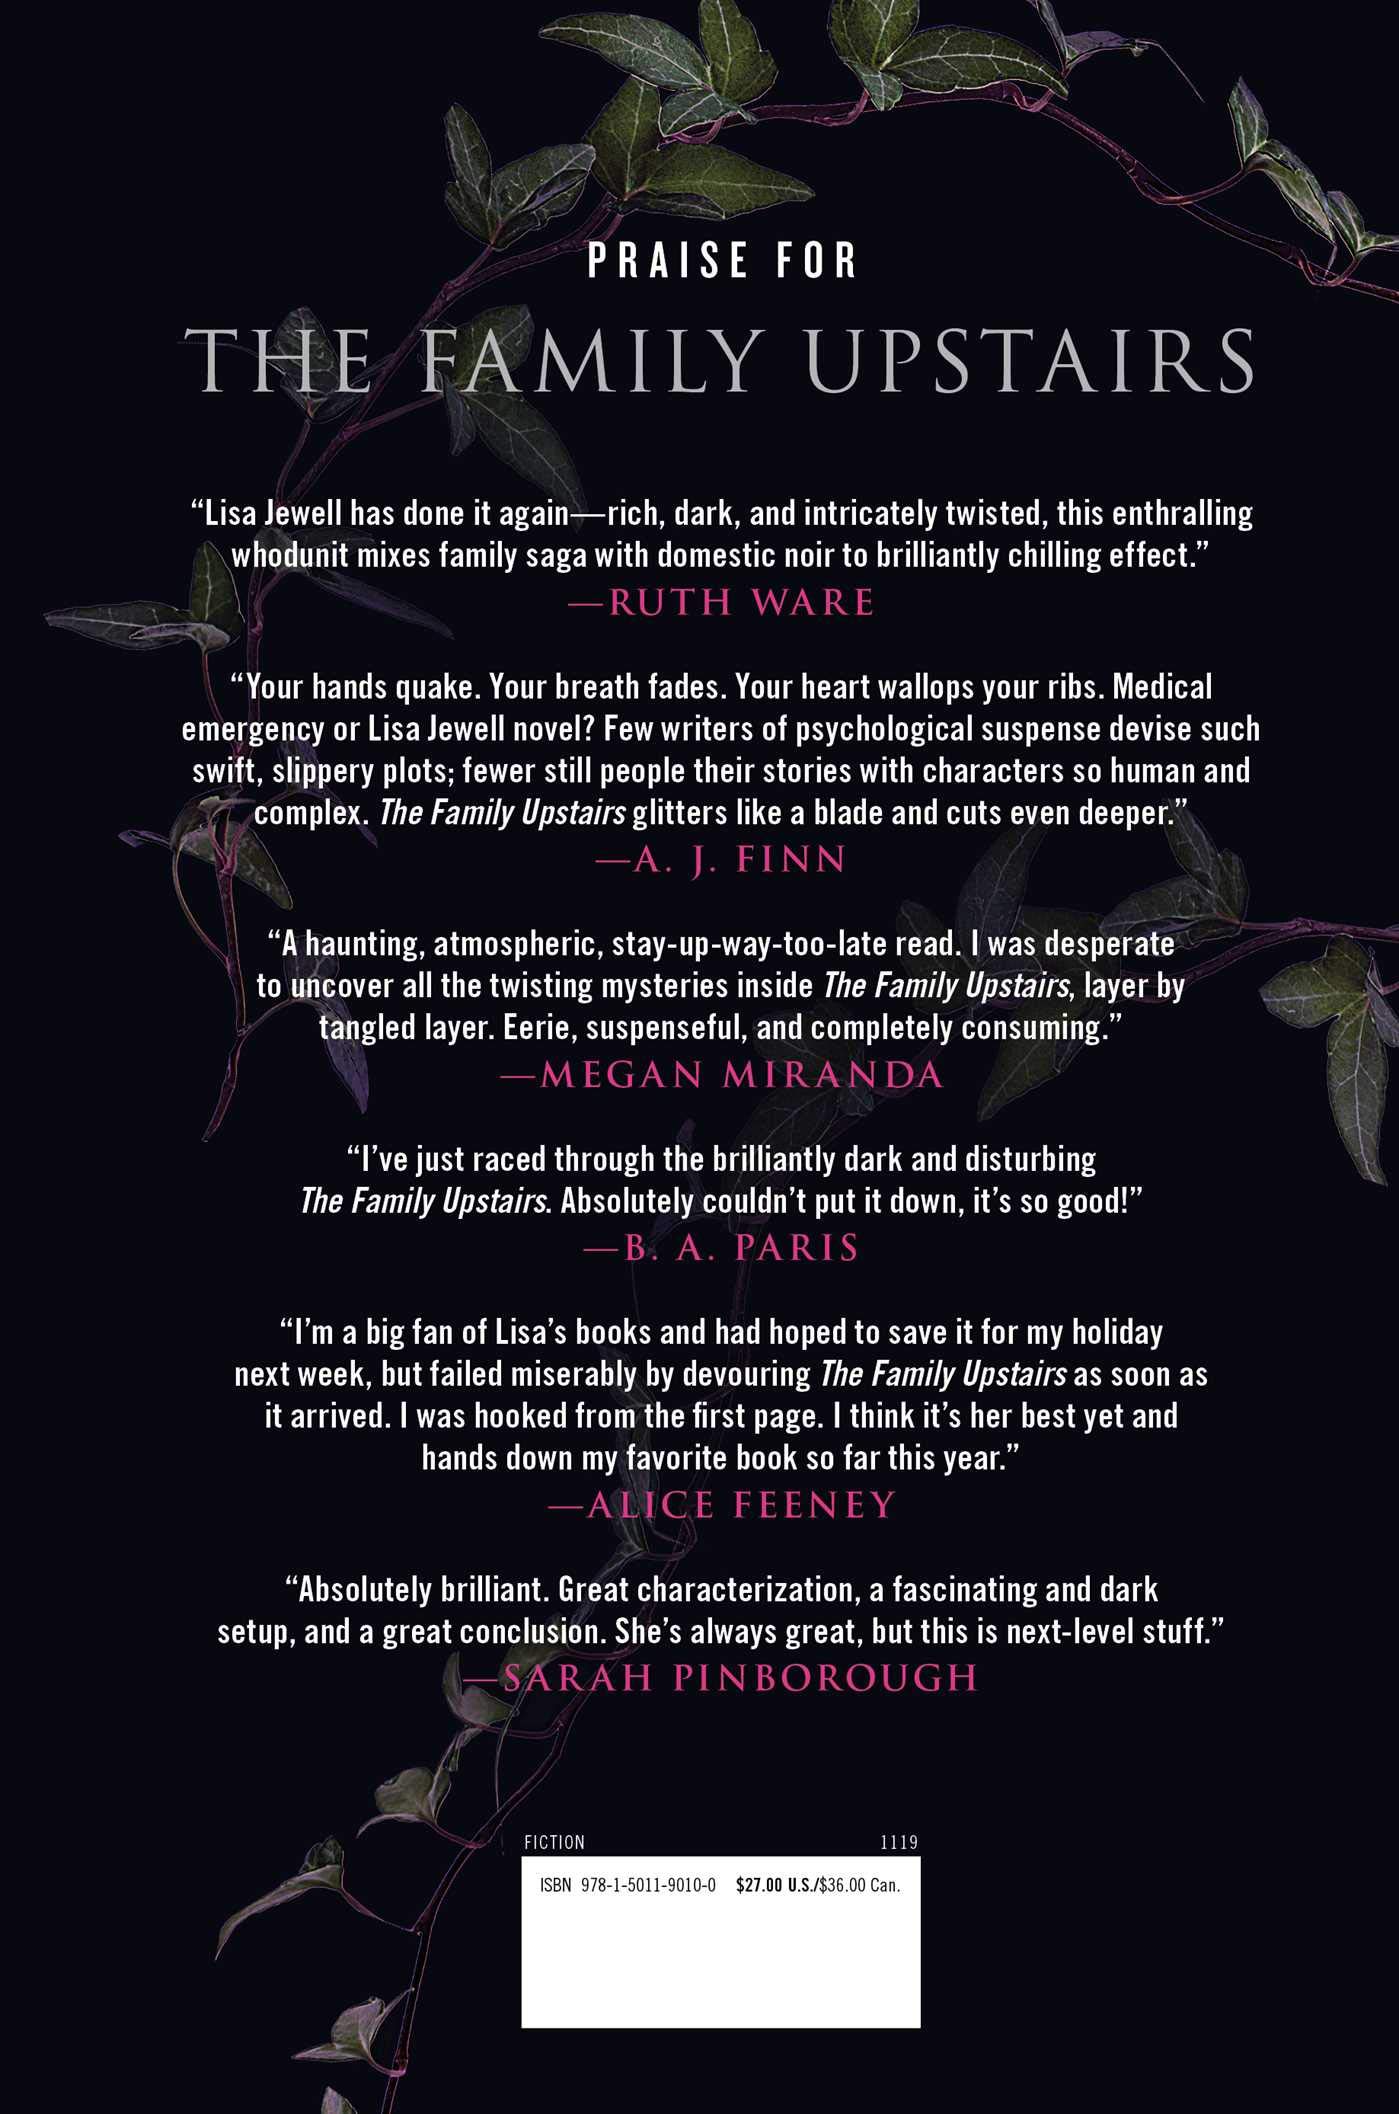 PRAISE FOR
THE FAMILY UPSTAIRS
“Lisa Jewell has done it again—rich, dark, and intricately twisted, this enthralling
whodunit mixes family saga with domestic noir to brilliantly chilling effect.”
—RUTH WARE
“Your hands quake. Your breath fades. Your heart wallops your ribs. Medical
emergency or Lisa Jewell novel? Few writers of psychological suspense devise such
swift, slippery plots; fewer still people their stories with characters so human and
complex. The Family Upstairs glitters like a blade and cuts even deeper.”
—A. J. FINN
“A haunting, atmospheric, stay-up-way-too-late read. I was desperate
to uncover all the twisting mysteries inside The Family Upstairs, layer by
tangled layer. Eerie, suspenseful, and completely consuming.”
—MEGAN MIRANDA
“I’ve just raced through the brilliantly dark and disturbing
The Family Upstairs. Absolutely couldn’t put it down, it’s so good!”
—B. A. PARIS
“I’m a big fan of Lisa’s books and had hoped to save it for my holiday
next week, but failed miserably by devouring The Family Upstairs as soon as
it arrived. I was hooked from the first page. I think it’s her best yet and
hands down my favorite book so far this year.”
—ALICE FEENEY
“Absolutely brilliant. Great characterization, a fascinating and dark
setup, and a great conclusion. She’s always great, but this is next-level stuff.”
—SARAH PINBOROUGH
FICTION 1119
ISBN 978-1-5011-9010-0 $27.00 U.S./$36.00 Can.